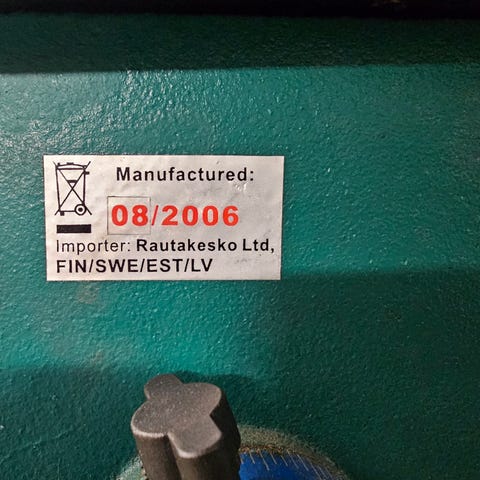 Manufactured:
08/2006
Importer: Rautakesko Ltd,
FIN/SWE/EST/LV